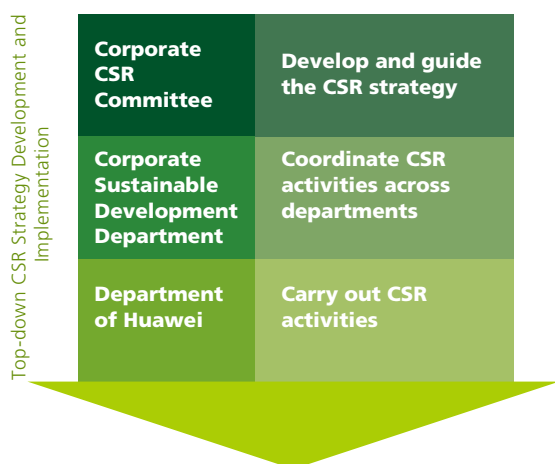 Top-down CSR Strategy Development and
Implementation
Corporate
CSR
Committee
Develop and guide
the CSR strategy
Corporate
Sustainable
Development
Department
Coordinate CSR
activities across
departments
Department
of Huawei
Carry out CSR
activities